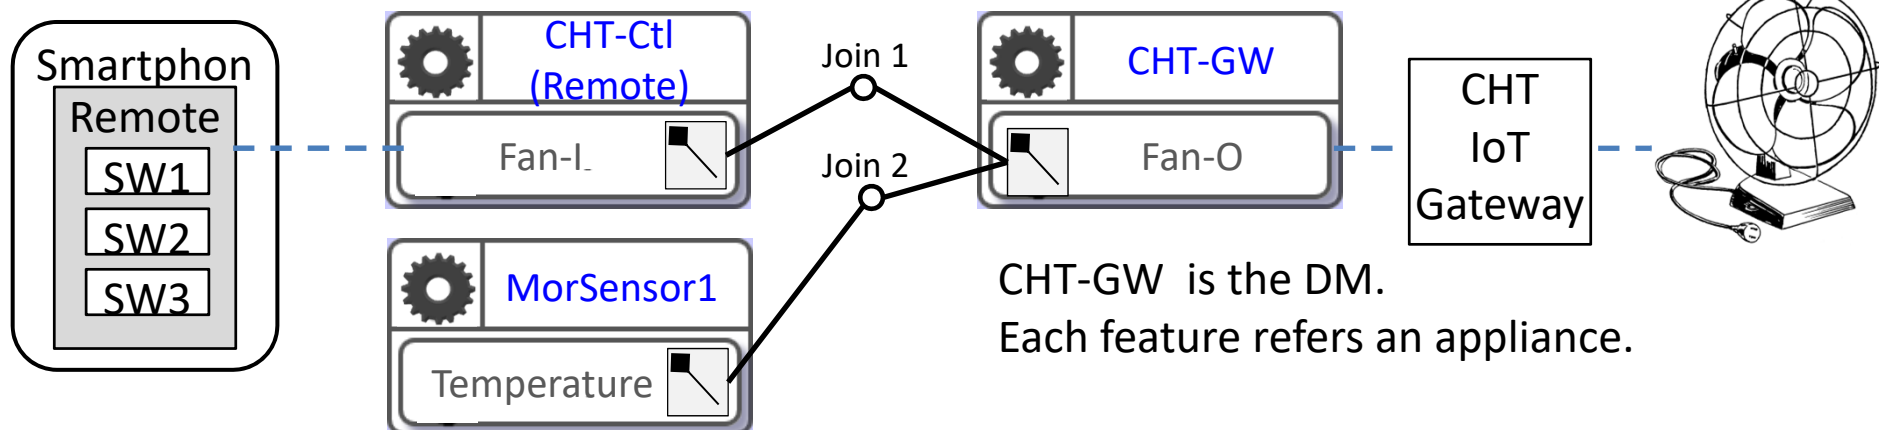 Smartphon
Remote
SW1
SW2
SW3
CHT-Ctl
(Remote)
Fan-I
Join 1
Join 2
MorSensor1
Temperature
CHT-GW
Fan-O
CHT
IoT
Gateway
CHT-GW is the DM.
Each feature refers an appliance.